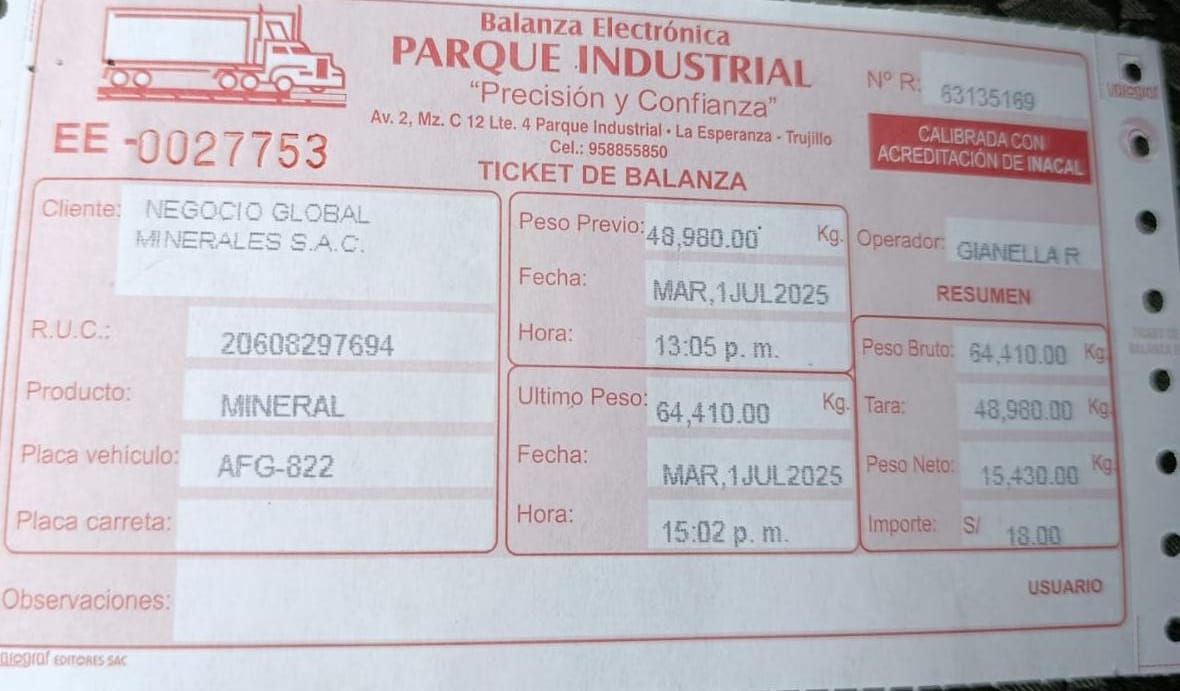 Balanza Electrónica
PARQUE INDUSTRIAL
"Precisión y Confianza"
Av. 2, Mz. C 12 Lte. 4 Parque Industrial • La Esperanza - Trujillo
Cel.: 958855850
TICKET DE BALANZA
Nº R: 63135169
CALIBRADA CON
ACREDITACIÓN DE INACAL
EE -0027753
Cliente: NEGOCIO GLOBAL
MINERALES S.A.C.
R.U.C.: 20608297694
Producto: MINERAL
Placa vehículo: AFG-822
Placa carreta:
Peso Previo: 48,980.00 Kg.
Fecha: MAR,1JUL2025
Hora: 13:05 p. m.
Ultimo Peso: 64,410.00 Kg.
Fecha: MAR,1JUL2025
Hora: 15:02 p. m.
Operador: GIANELLA R
RESUMEN
Peso Bruto: 64,410.00 Kg.
Tara: 48,980.00 Kg.
Peso Neto: 15,430.00 Kg.
Importe: S/ 18.00
Observaciones:
USUARIO
EDITORES SAC